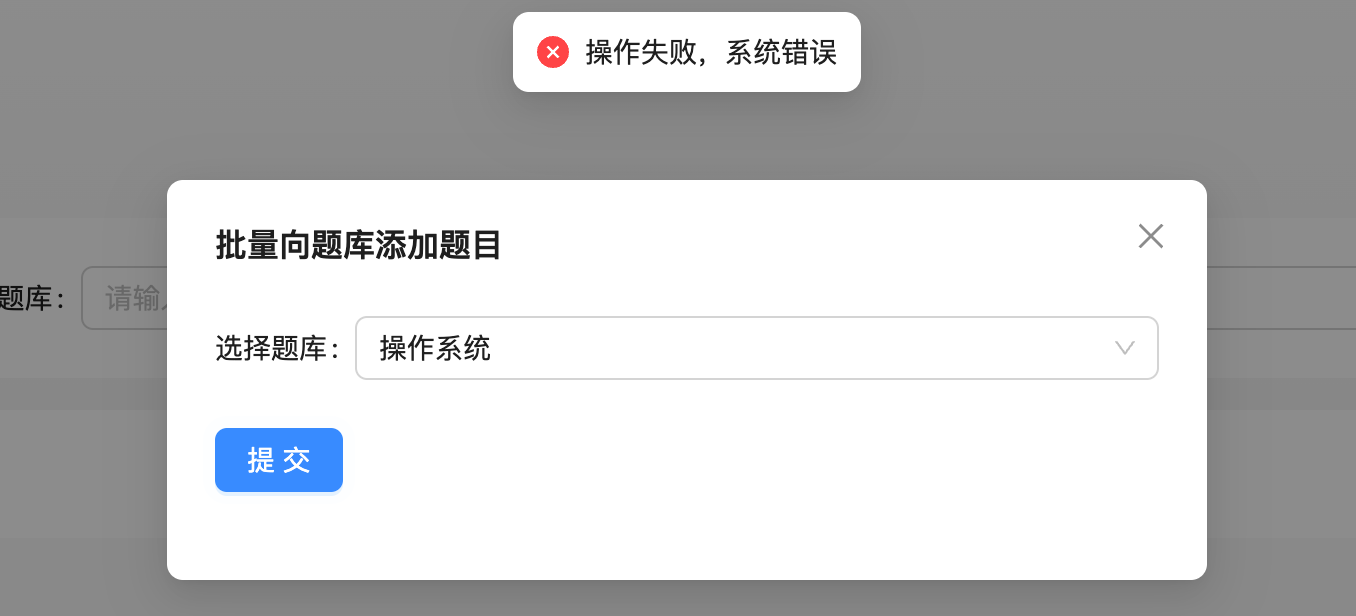 操作失败，系统错误
批量向题库添加题目
题库：
请输
选择题库：
操作系统
提 交